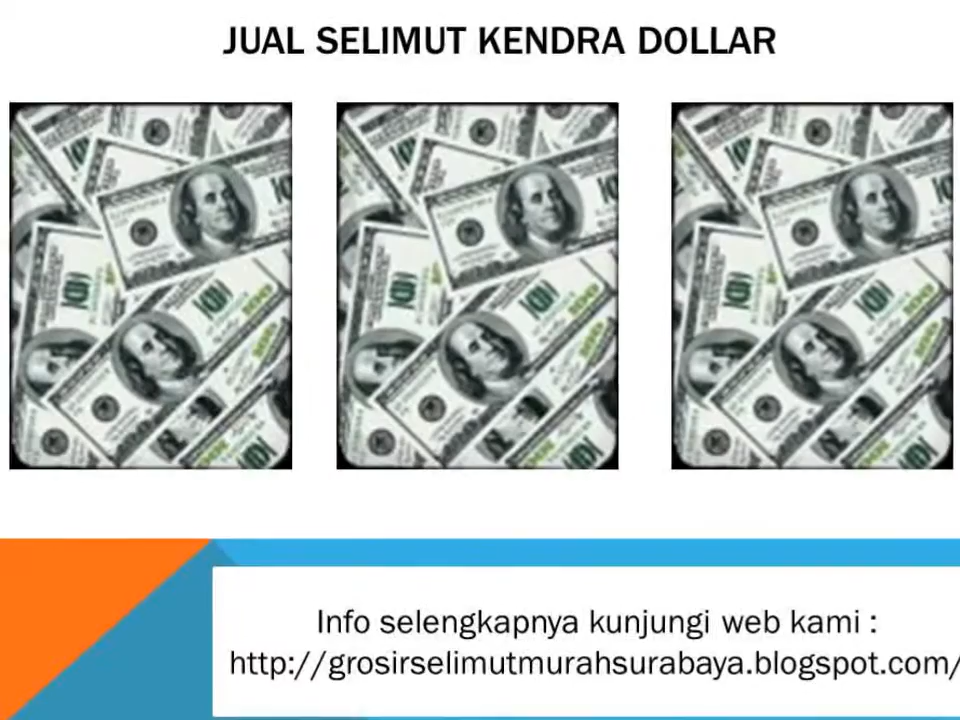 JUAL SELIMUT KENDRA DOLLAR
Info selengkapnya kunjungi web kami :
http://grosirselimutmurahsurabaya.blogspot.com/